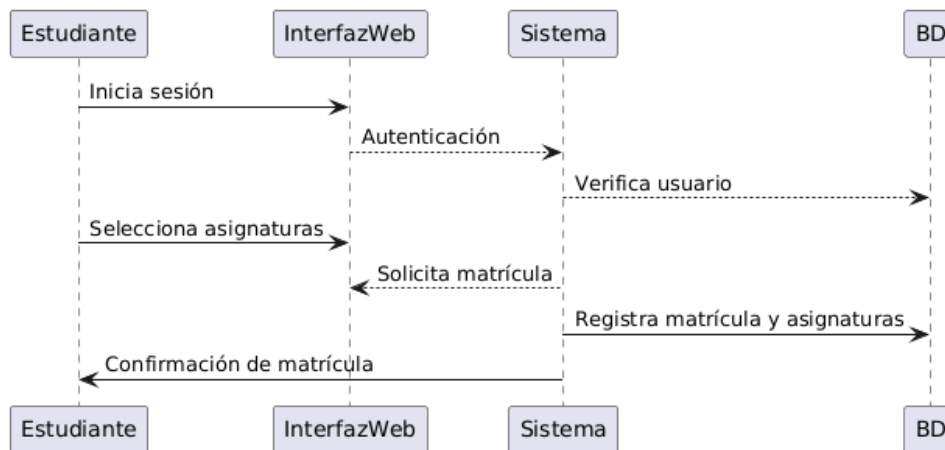 Estudiante InterfazWeb Sistema BD
Inicia sesión
Autenticación
Verifica usuario
Selecciona asignaturas
Solicita matrícula
Registra matrícula y asignaturas
Confirmación de matrícula
Estudiante InterfazWeb Sistema BD